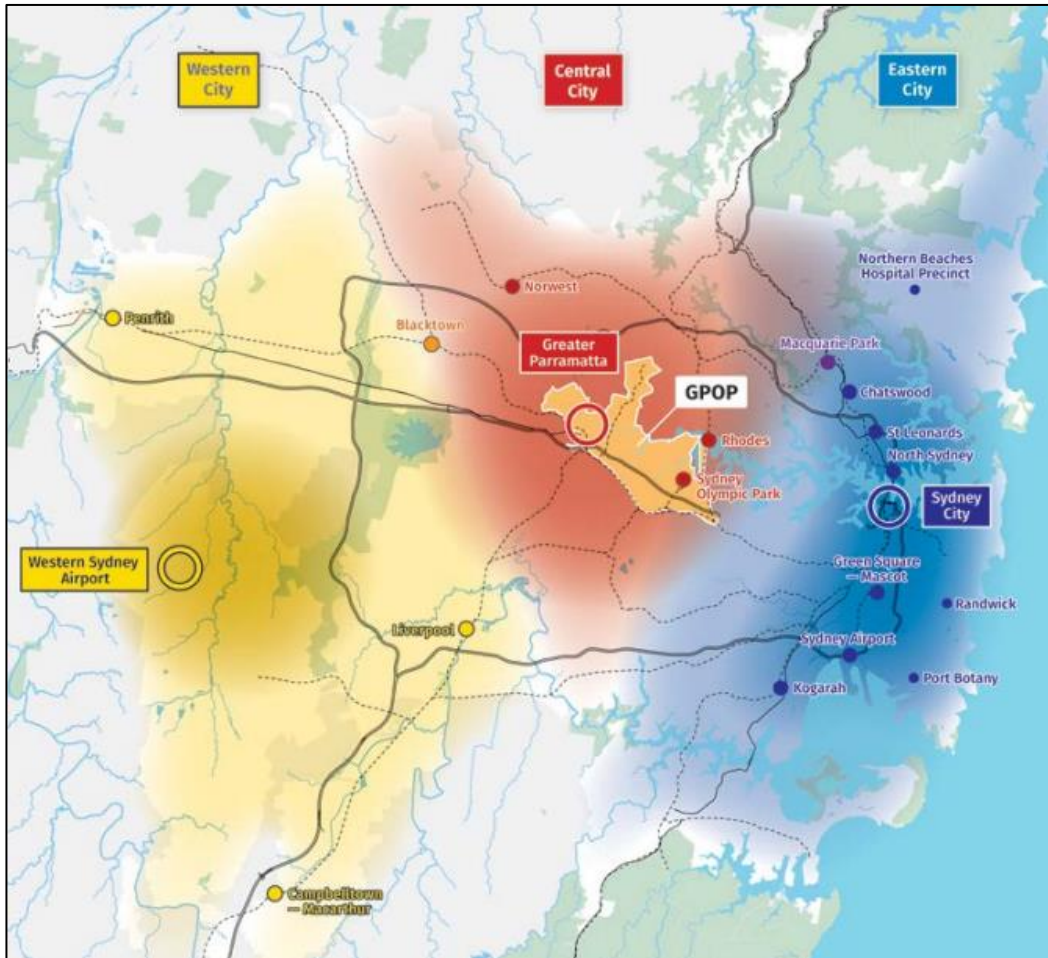 Western
City
Central
City
Eastern
City
Northern Beaches
Hospital Precinct
Norwest
Penrith
Blacktown
Greater
Parramatta
Macquarie Park
GPOP
Chatswood
St Leonards
Rhodes
North Sydney
Sydney
Olympic Park
Sydney
City
Western Sydney
Airport
Green Square
— Mascot
Randwick
Liverpool
Sydney Airport
Port Botany
Kogarah
Campbelltown
— Macarthur